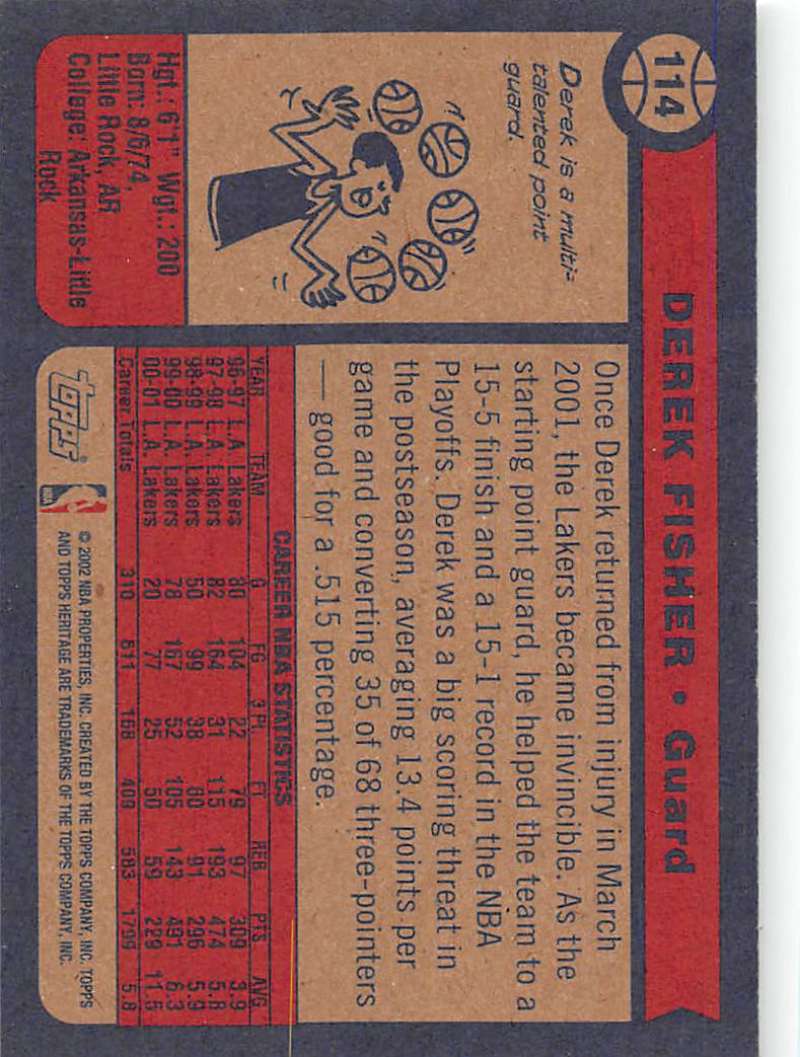 114
DEREK FISHER • Guard
Derek is a multi-
talented point
guard.
Hgt.: 6'1" Wgt.: 200
Born: 8/6/74,
Little Rock, AR
College: Arkansas-Little
Rock
Once Derek returned from injury in March
2001, the Lakers became invincible. As the
starting point guard, he helped the team to a
15-5 finish and a 15-1 record in the NBA
Playoffs. Derek was a big scoring threat in
the postseason, averaging 13.4 points per
game and converting 35 of 68 three-pointers
— good for a .515 percentage.
CAREER NBA STATISTICS
YEAR TEAM G FG 3 Pt FT REB PTS AVG
96-97 L.A. Lakers 80 104 22 79 97 309 3.9
97-98 L.A. Lakers 82 164 31 115 193 474 5.8
98-99 L.A. Lakers 50 99 38 80 91 296 5.9
99-00 L.A. Lakers 78 167 52 105 143 491 6.3
00-01 L.A. Lakers 20 77 25 50 59 229 11.5
Career Totals 310 611 168 409 583 1799 5.8
Topps®
NBA
© 2002 NBA PROPERTIES, INC. CREATED BY THE TOPPS COMPANY, INC. TOPPS
AND TOPPS HERITAGE ARE TRADEMARKS OF THE TOPPS COMPANY, INC.